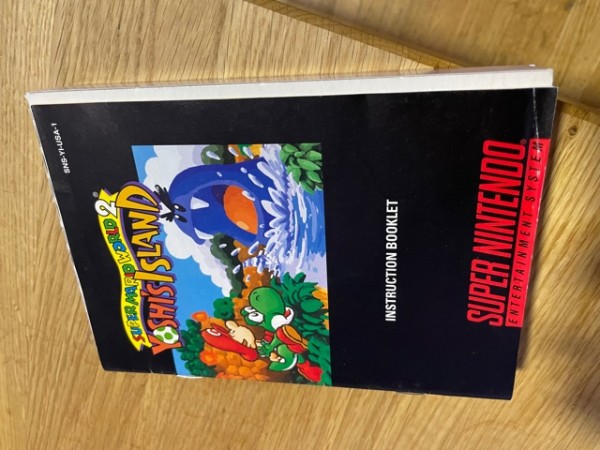 SNS-YI-USA-1
SUPER MARIO WORLD 2
YOSHI'S ISLAND
INSTRUCTION BOOKLET
SUPER NINTENDO
ENTERTAINMENT SYSTEM